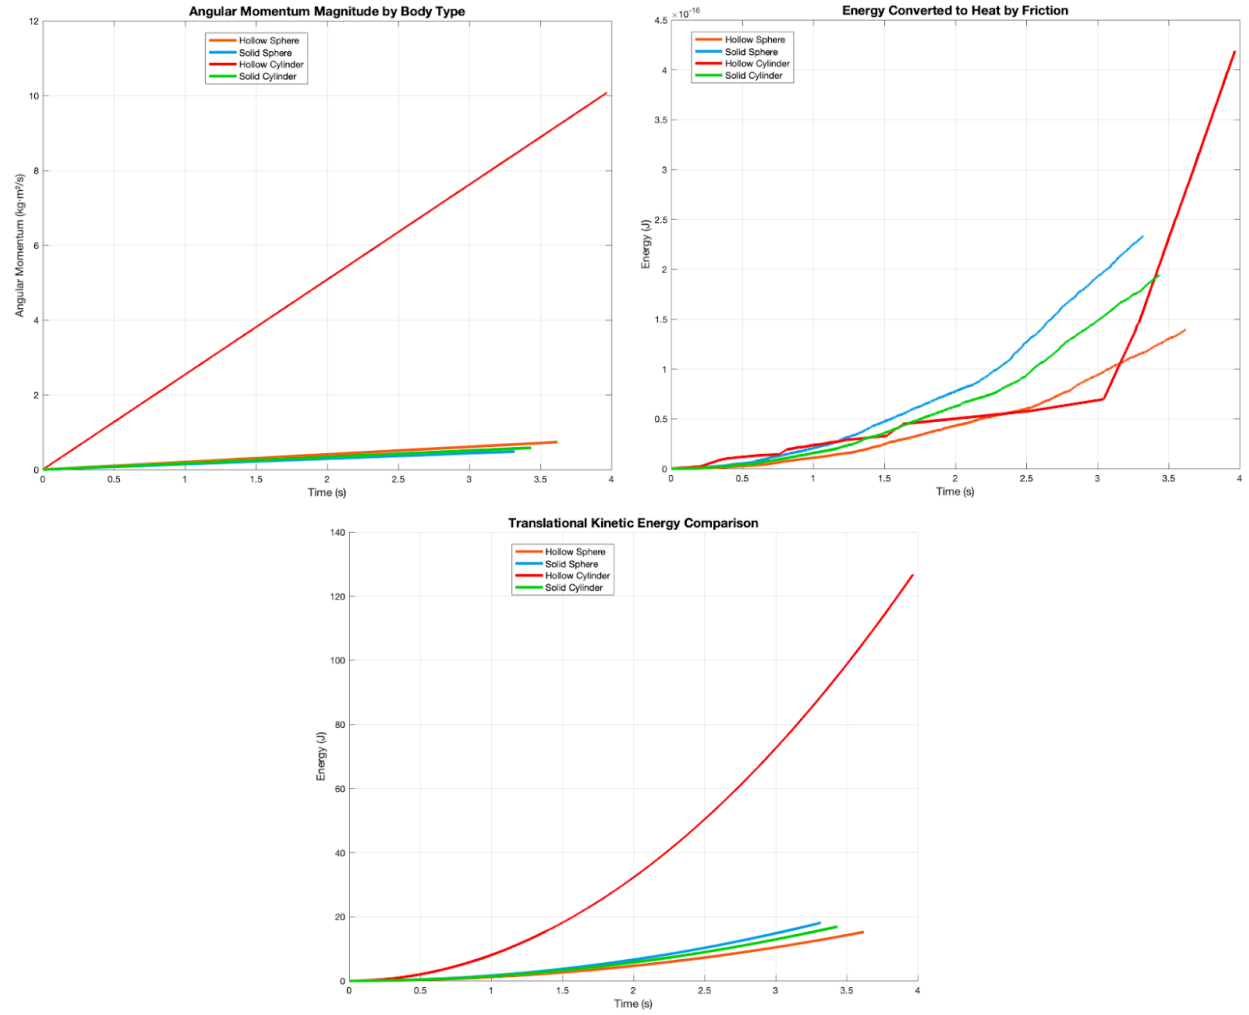 Angular Momentum Magnitude by Body Type
Hollow Sphere
Solid Sphere
Hollow Cylinder
Solid Cylinder
Angular Momentum (kg·m²/s)
12
10
8
6
4
2
0
0 0.5 1 1.5 2 2.5 3 3.5 4
Time (s)
Energy Converted to Heat by Friction
×10⁻¹⁶
Hollow Sphere
Solid Sphere
Hollow Cylinder
Solid Cylinder
Energy (J)
4.5
4
3.5
3
2.5
2
1.5
1
0.5
0
0 0.5 1 1.5 2 2.5 3 3.5 4
Time (s)
Translational Kinetic Energy Comparison
Hollow Sphere
Solid Sphere
Hollow Cylinder
Solid Cylinder
Energy (J)
140
120
100
80
60
40
20
0
0 0.5 1 1.5 2 2.5 3 3.5 4
Time (s)